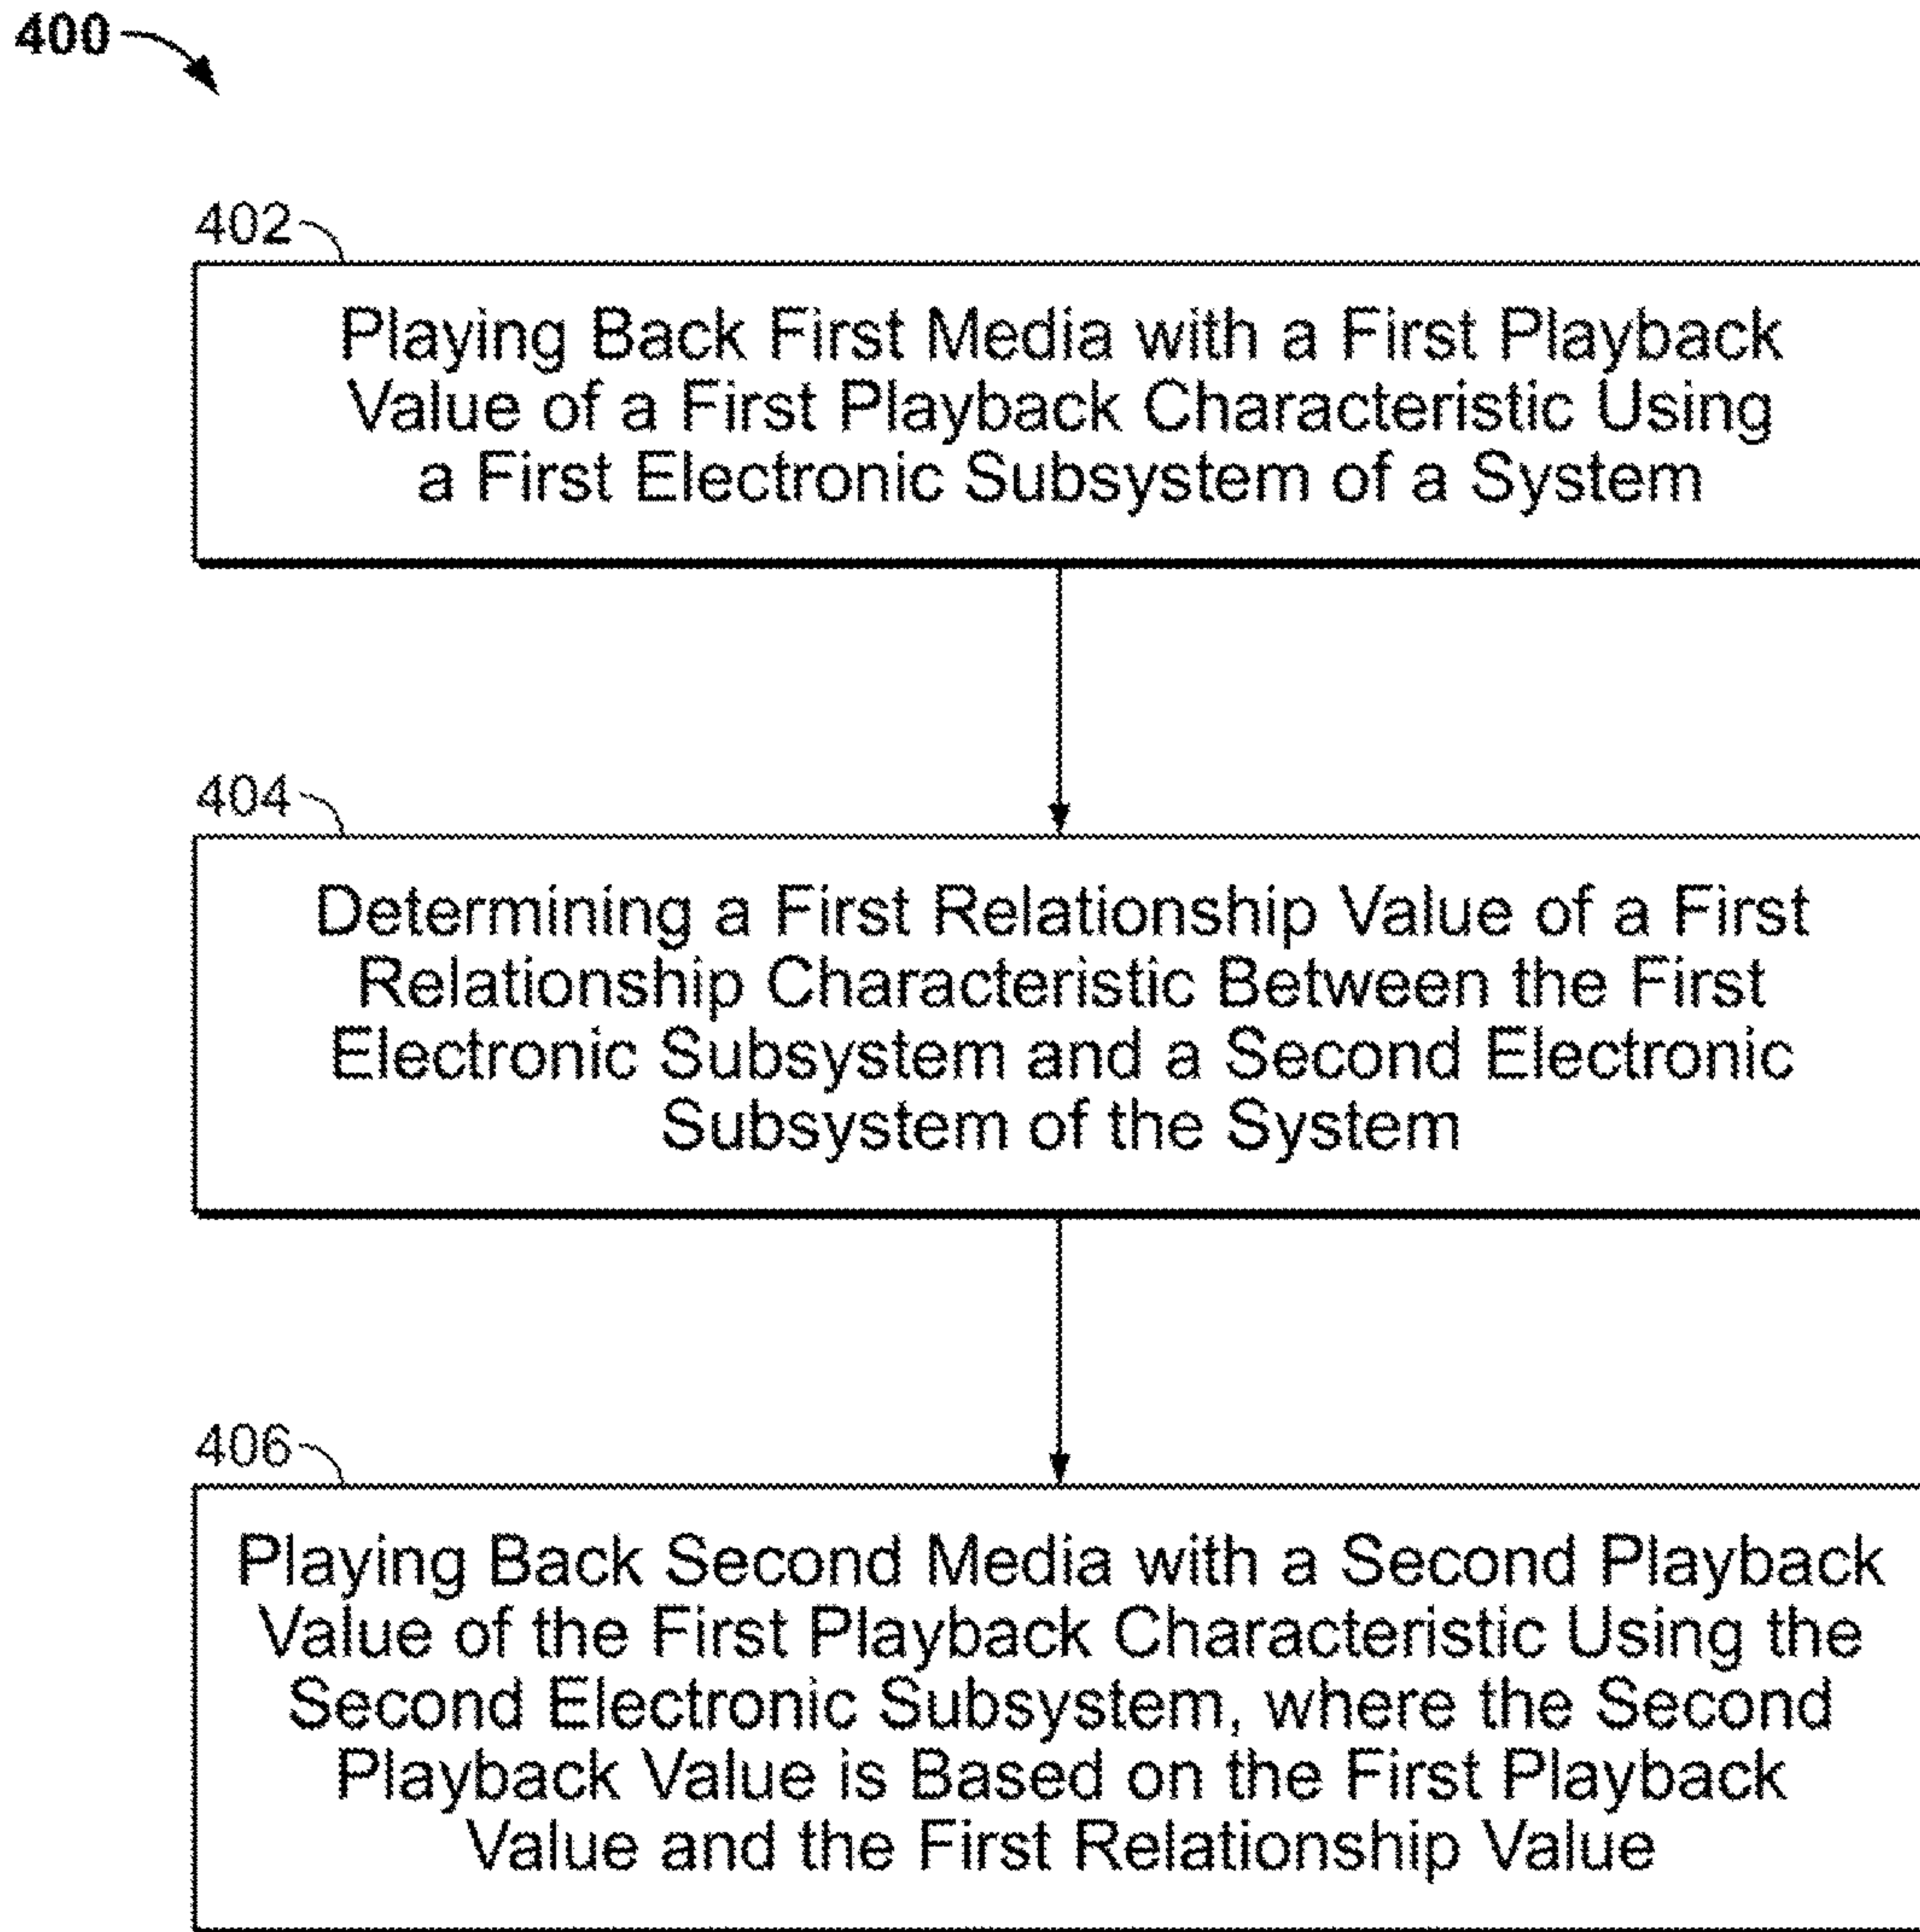 400
402
Playing Back First Media with a First Playback
Value of a First Playback Characteristic Using
a First Electronic Subsystem of a System
404
Determining a First Relationship Value of a First
Relationship Characteristic Between the First
Electronic Subsystem and a Second Electronic
Subsystem of the System
406
Playing Back Second Media with a Second Playback
Value of the First Playback Characteristic Using the
Second Electronic Subsystem, where the Second
Playback Value is Based on the First Playback
Value and the First Relationship Value